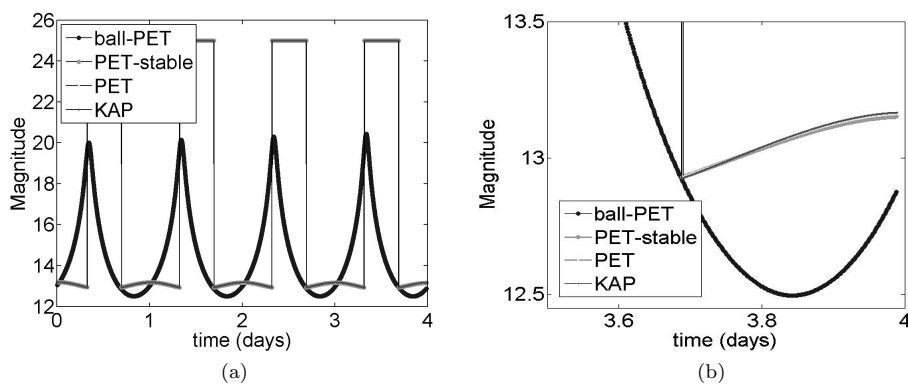 26
24
22
20
18
16
14
12
Magnitude
ball-PET
PET-stable
PET
KAP
0
1
2
3
4
time (days)
(a)
13.5
13
12.5
Magnitude
ball-PET
PET-stable
PET
KAP
3.6
3.8
4
time (days)
(b)